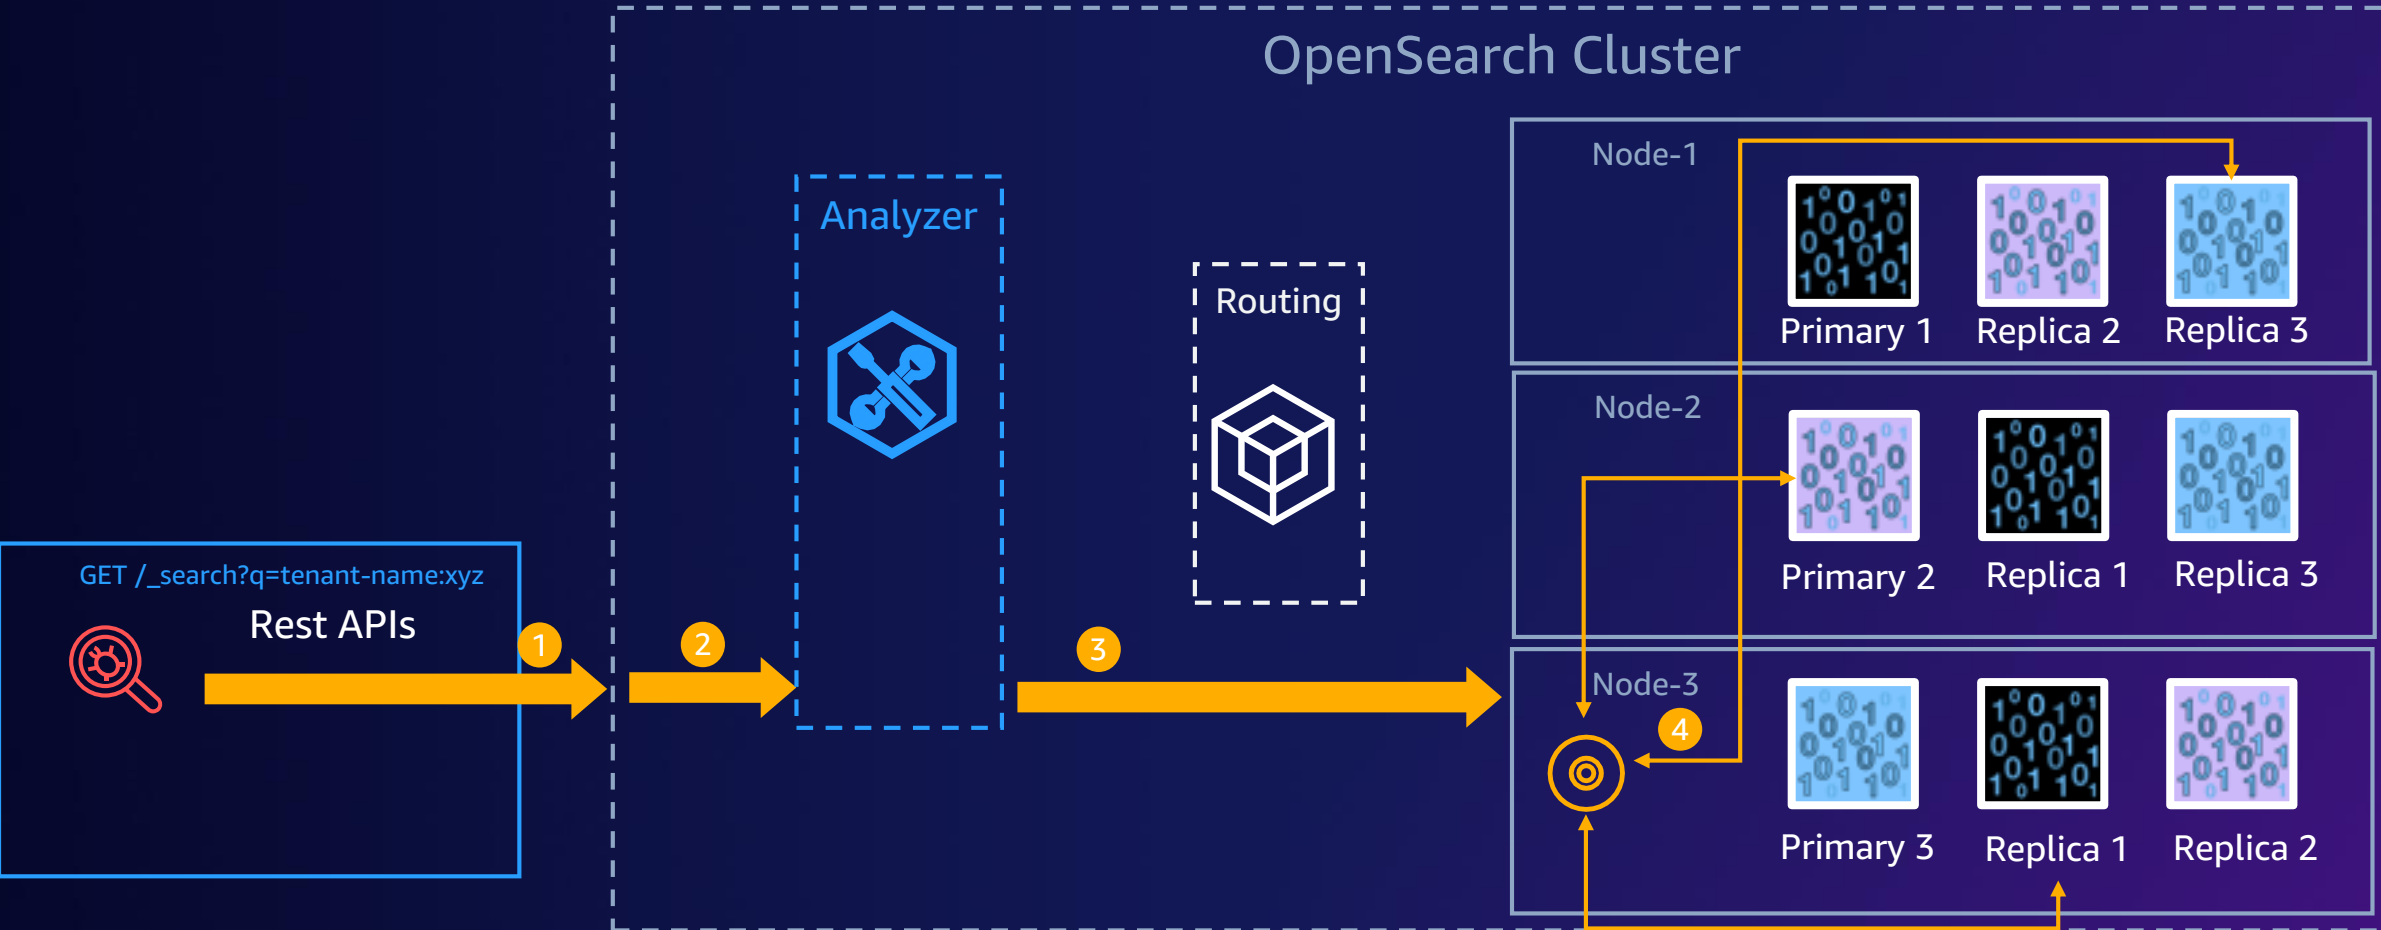 OpenSearch Cluster
GET /_search?q=tenant-name:xyz
Rest APIs
1
2
Analyzer
3
Routing
Node-1
Primary 1
Replica 2
Replica 3
Node-2
Primary 2
Replica 1
Replica 3
Node-3
4
Primary 3
Replica 1
Replica 2